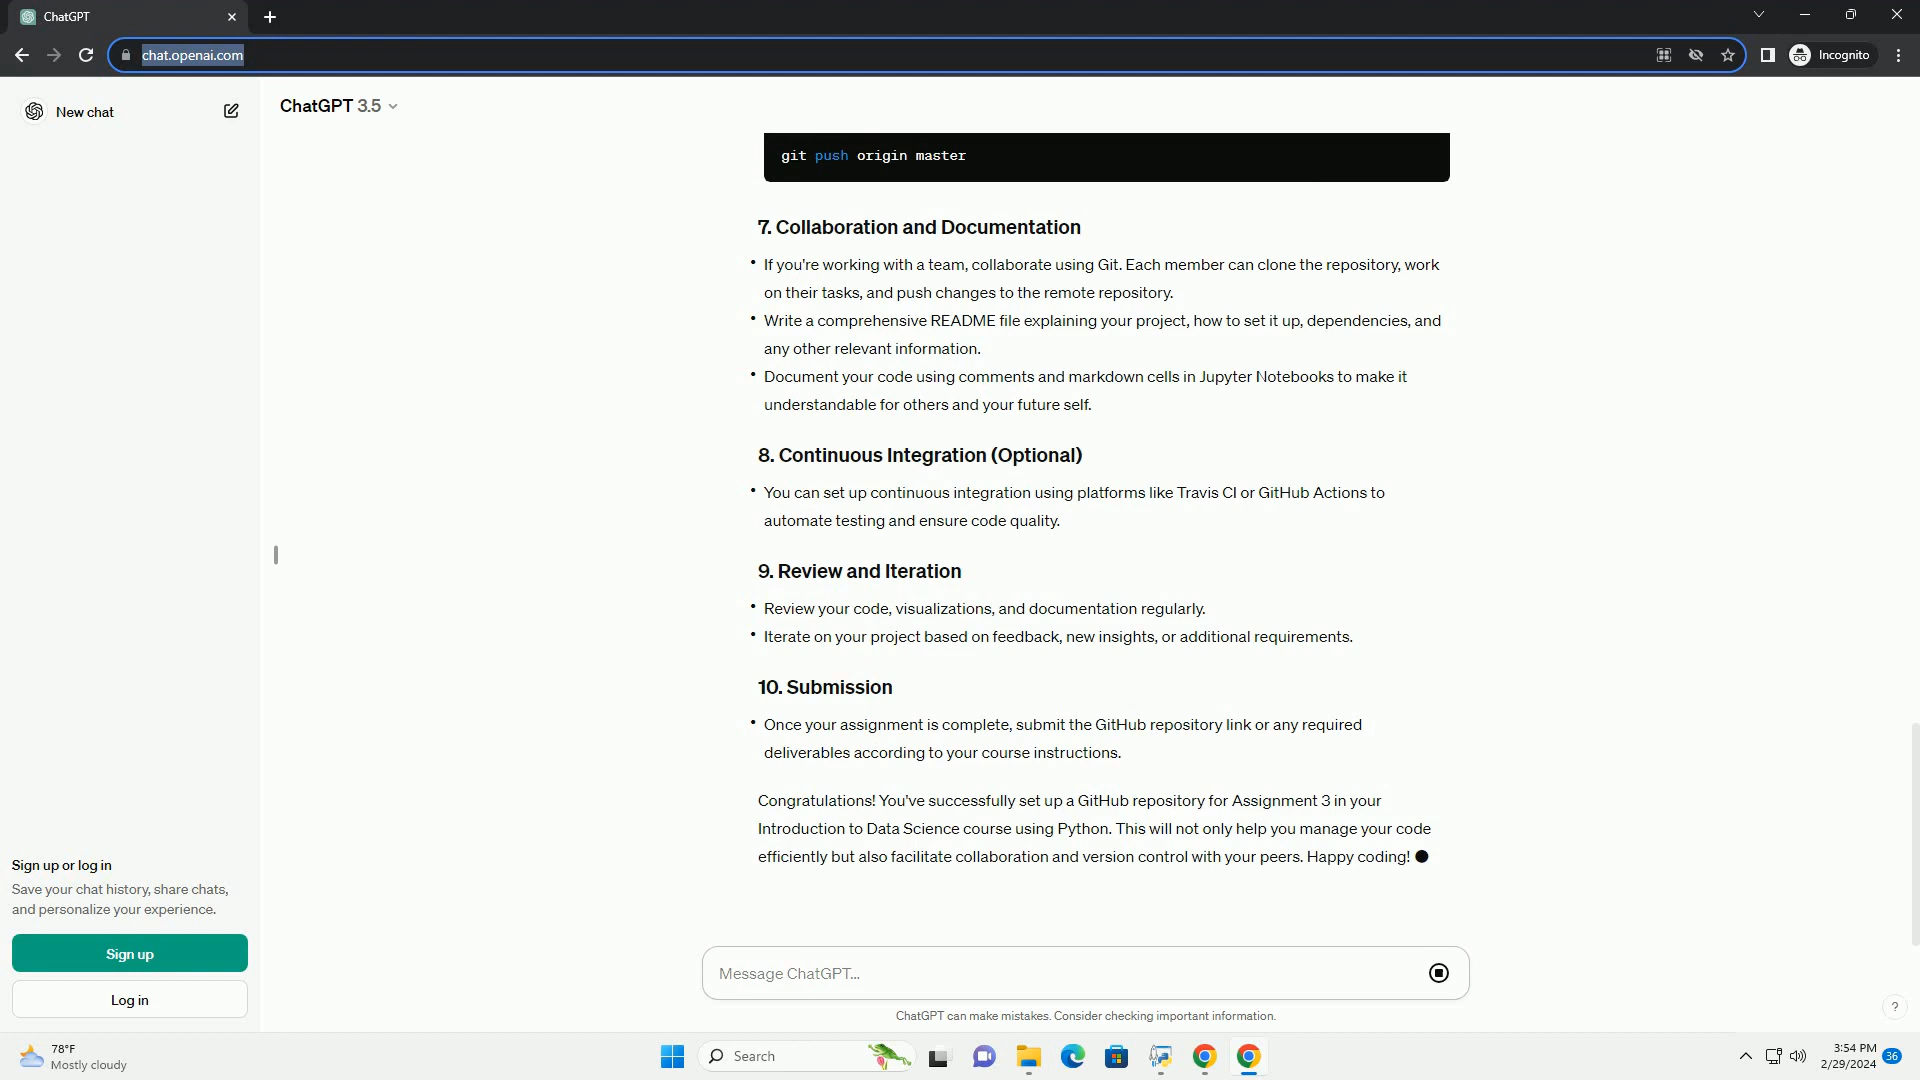 ChatGPT
chat.openai.com
Incognito
New chat
ChatGPT 3.5
git push origin master
7. Collaboration and Documentation
• If you're working with a team, collaborate using Git. Each member can clone the repository, work
on their tasks, and push changes to the remote repository.
• Write a comprehensive README file explaining your project, how to set it up, dependencies, and
any other relevant information.
• Document your code using comments and markdown cells in Jupyter Notebooks to make it
understandable for others and your future self.
8. Continuous Integration (Optional)
• You can set up continuous integration using platforms like Travis CI or GitHub Actions to
automate testing and ensure code quality.
9. Review and Iteration
• Review your code, visualizations, and documentation regularly.
• Iterate on your project based on feedback, new insights, or additional requirements.
10. Submission
• Once your assignment is complete, submit the GitHub repository link or any required
deliverables according to your course instructions.
Congratulations! You've successfully set up a GitHub repository for Assignment 3 in your
Introduction to Data Science course using Python. This will not only help you manage your code
efficiently but also facilitate collaboration and version control with your peers. Happy coding!
Sign up or log in
Save your chat history, share chats,
and personalize your experience.
Sign up
Log in
Message ChatGPT...
ChatGPT can make mistakes. Consider checking important information.
?
78°F
Mostly cloudy
Search
3:54 PM
2/29/2024
36